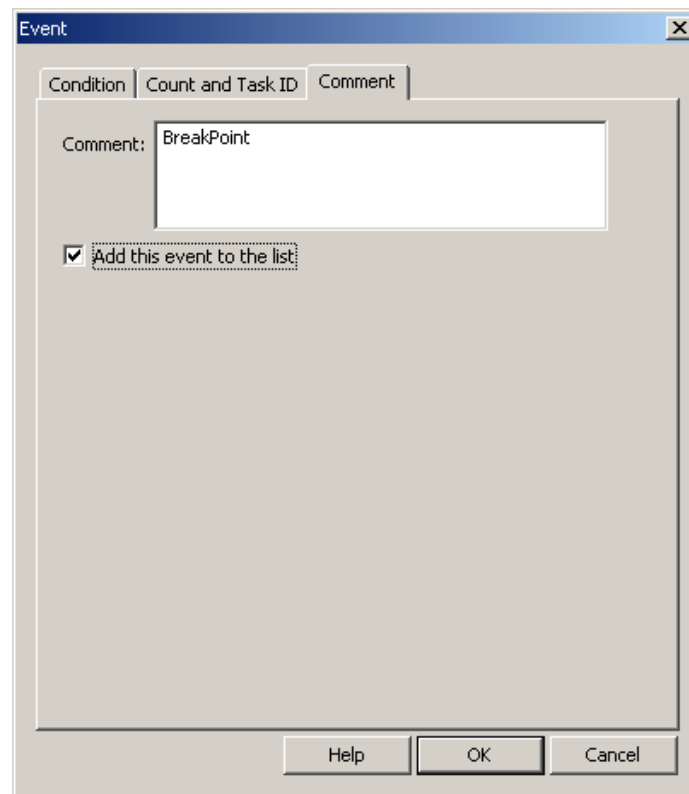 Event
Condition Count and Task ID Comment
Comment: BreakPoint
Add this event to the list
Help OK Cancel